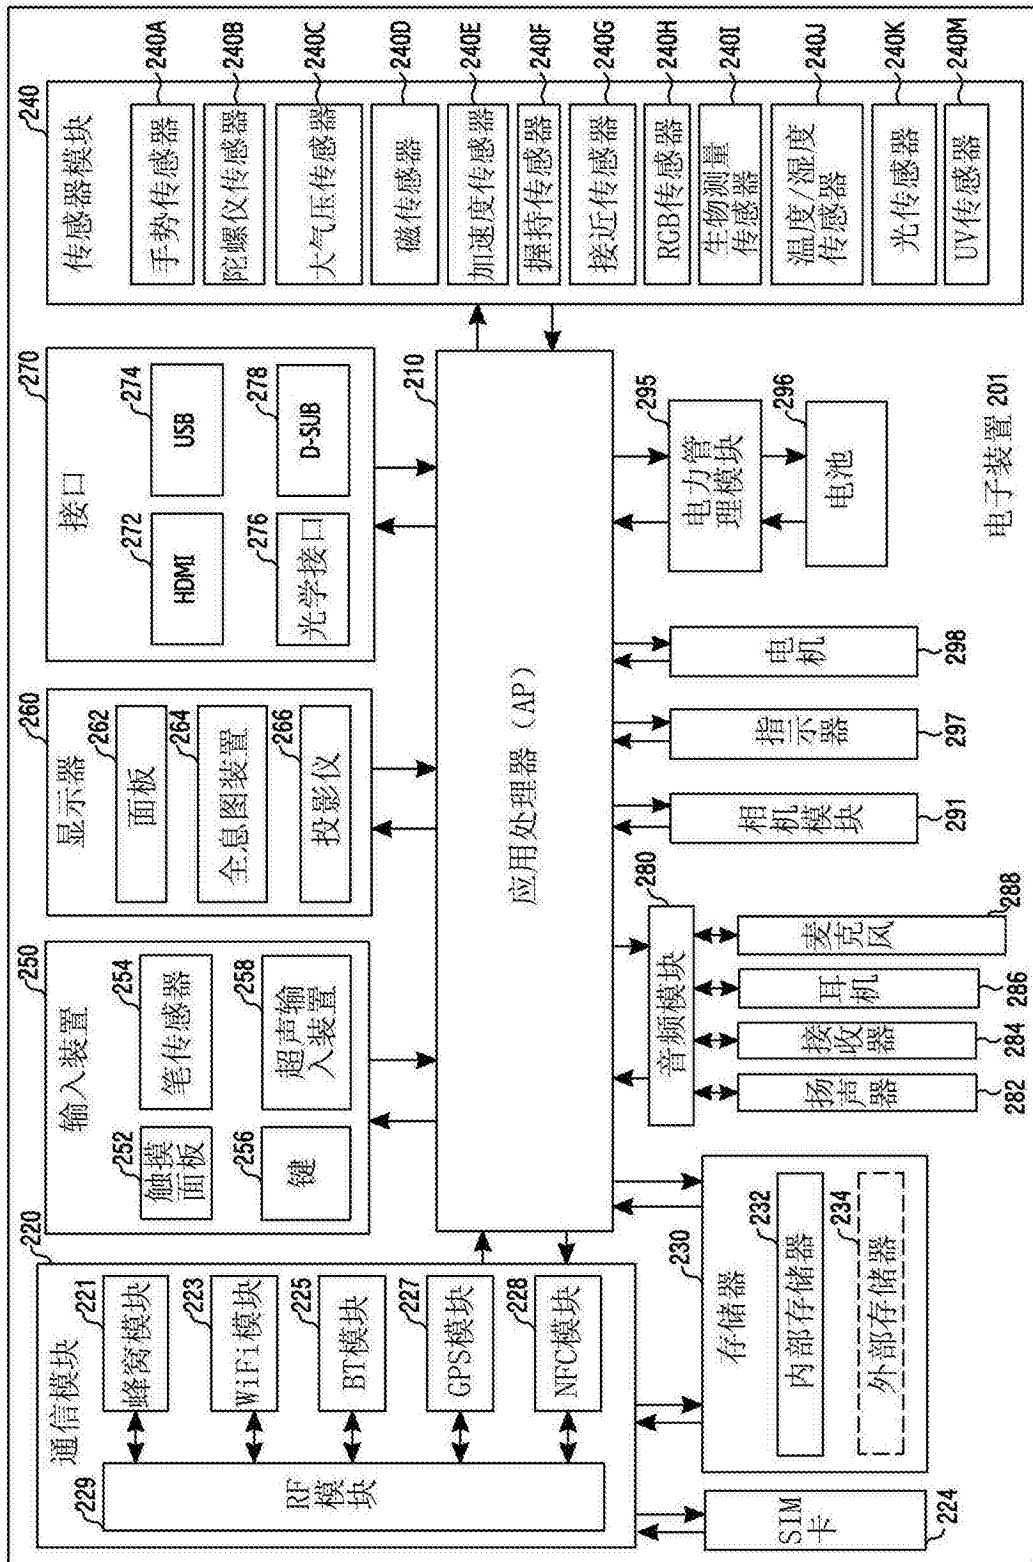 电子装置 201
220
通信模块
229
RF
模
块
221
蜂窝模块
223
WiFi模块
225
BT模块
227
GPS模块
228
NFC模块
SIM
卡
224
250
输入装置
252
触摸
面板
254
笔传感器
256
键
258
超声输
入装置
260
显示器
262
面板
264
全息图装置
266
投影仪
270
接口
272
HDMI
274
USB
276
光学接口
278
D-SUB
240
传感器模块
手势传感器
240A
陀螺仪传感器
240B
大气压传感器
240C
磁传感器
240D
加速度传感器
240E
握持传感器
240F
接近传感器
240G
RGB传感器
240H
生物测量
传感器
240I
温度/湿度
传感器
240J
光传感器
240K
UV传感器
240M
210
应用处理器（AP）
230
存储器
232
内部存储器
234
外部存储器
280
音频模块
扬声器
282
接收器
284
耳机
286
麦克风
288
相机模块
291
指示器
297
电机
298
295
电力管
理模块
296
电池